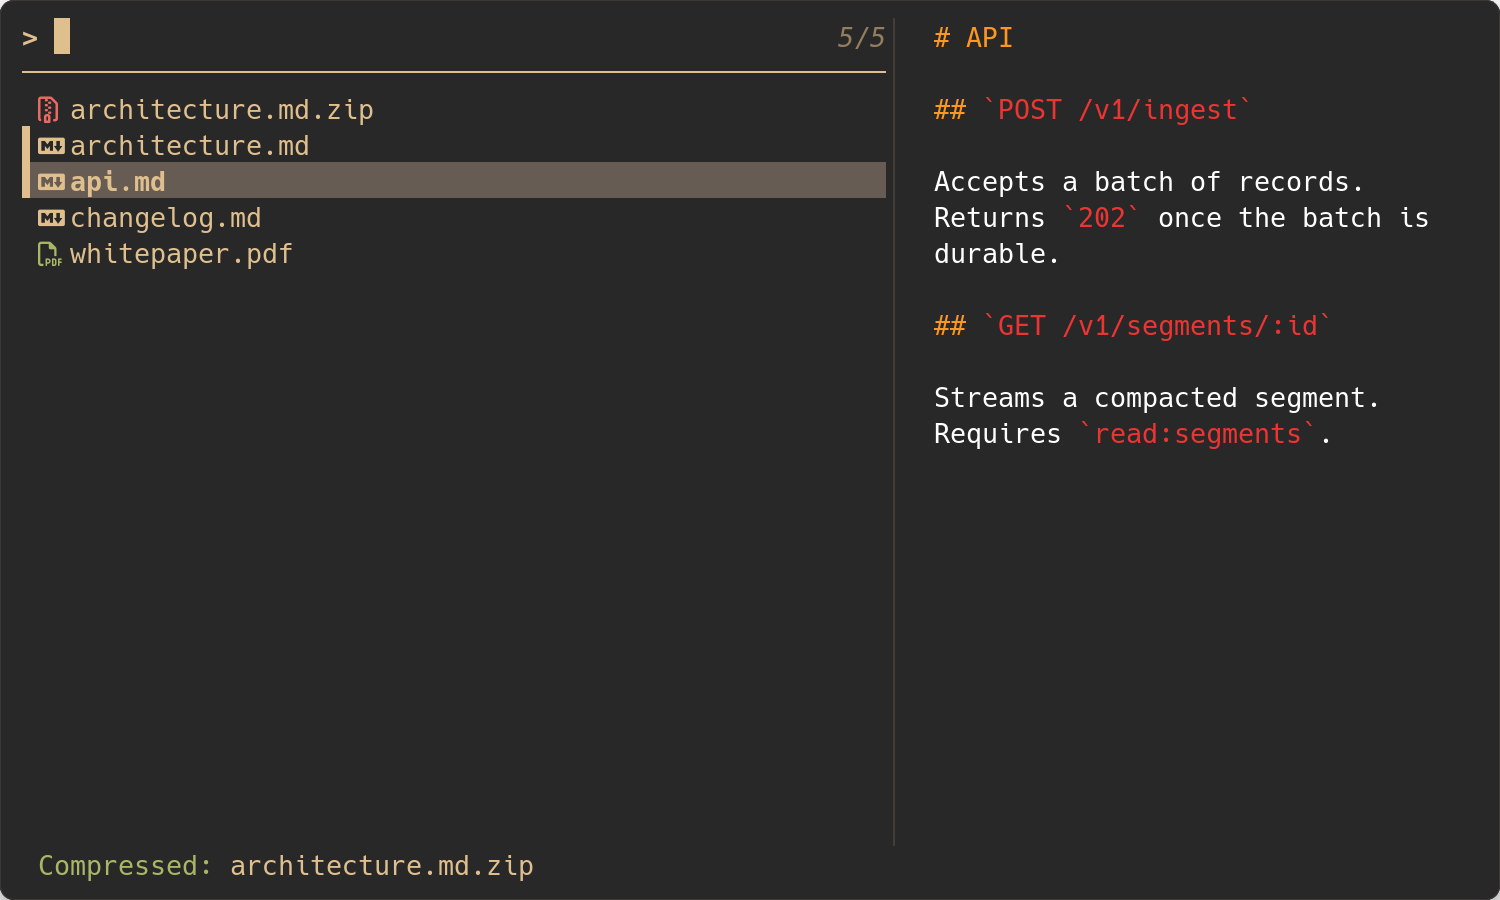 > 5/5
architecture.md.zip
architecture.md
api.md
changelog.md
PDF whitepaper.pdf
# API
## `POST /v1/ingest`
Accepts a batch of records.
Returns `202` once the batch is
durable.
## `GET /v1/segments/:id`
Streams a compacted segment.
Requires `read:segments`.
Compressed: architecture.md.zip